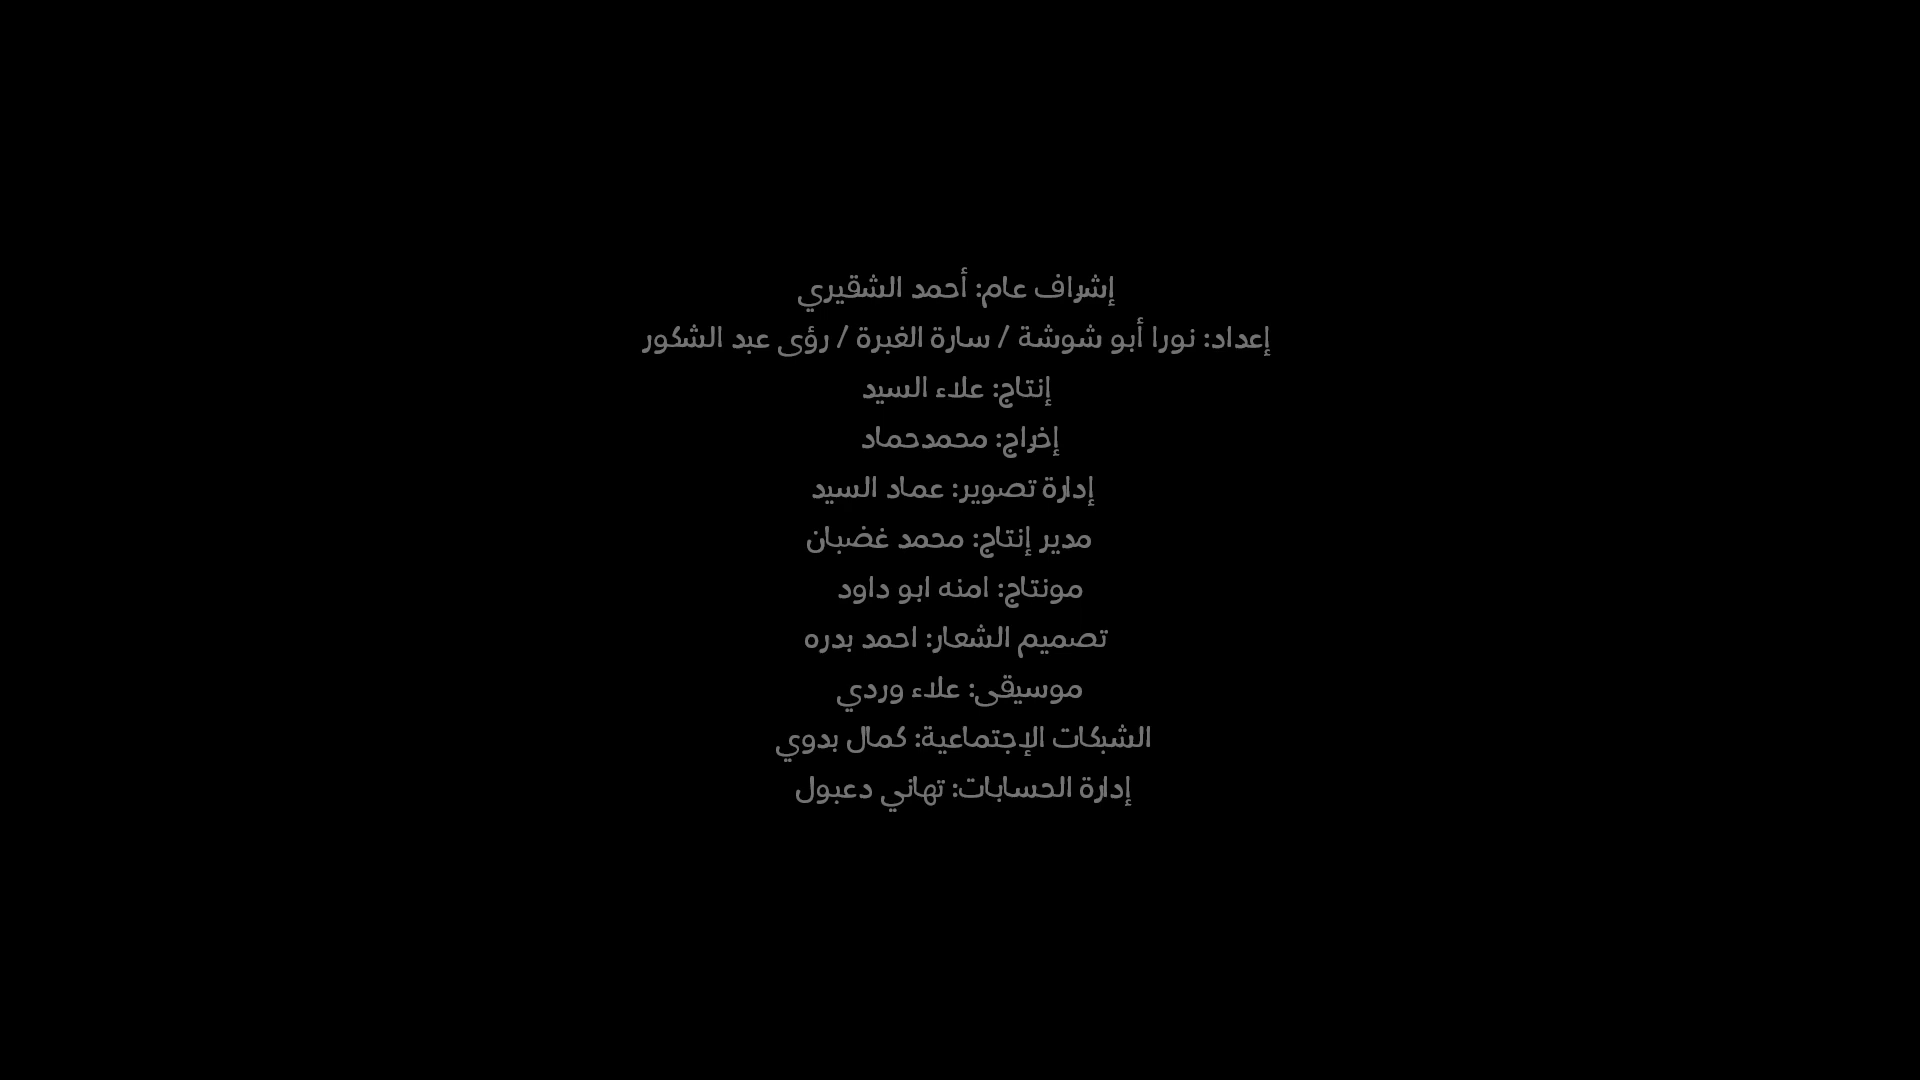 إشراف عام: أحمد الشقيري
إعداد: نورا أبو شوشة / سارة الغبرة / رؤى عبد الشكور
إنتاج: علاء السيد
إخراج: محمدحماد
إدارة تصوير: عماد السيد
مدير إنتاج: محمد غضبان
مونتاج: امنه ابو داود
تصميم الشعار: احمد بدره
موسيقى: علاء وردي
الشبكات الإجتماعية: كمال بدوي
إدارة الحسابات: تهاني دعبول